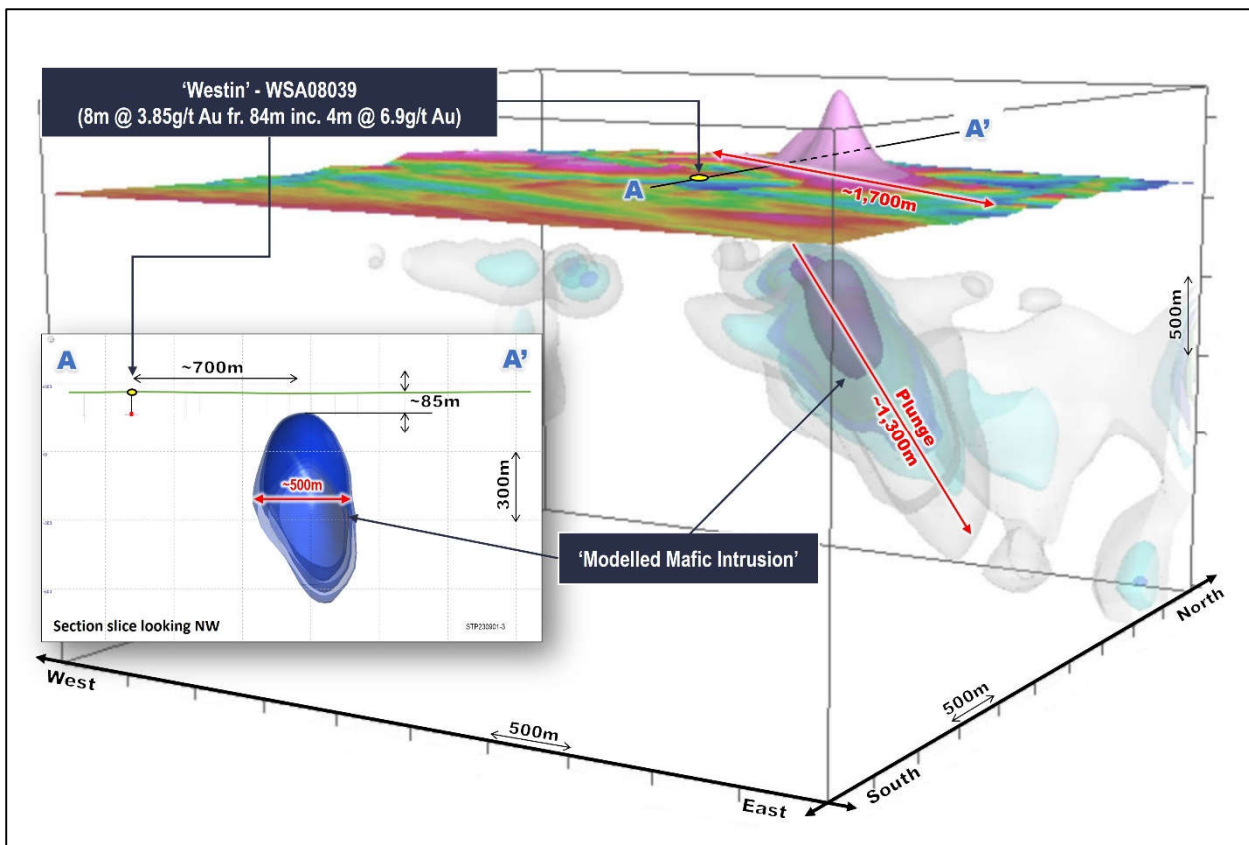 ‘Westin’ - WSA08039
(8m @ 3.85g/t Au fr. 84m inc. 4m @ 6.9g/t Au)
A’
A
~1,700m
500m
Plunge
~1,300m
A
A’
~700m
~85m
~500m
300m
Section slice looking NW
STP230901-3
‘Modelled Mafic Intrusion’
North
500m
South
West
500m
East